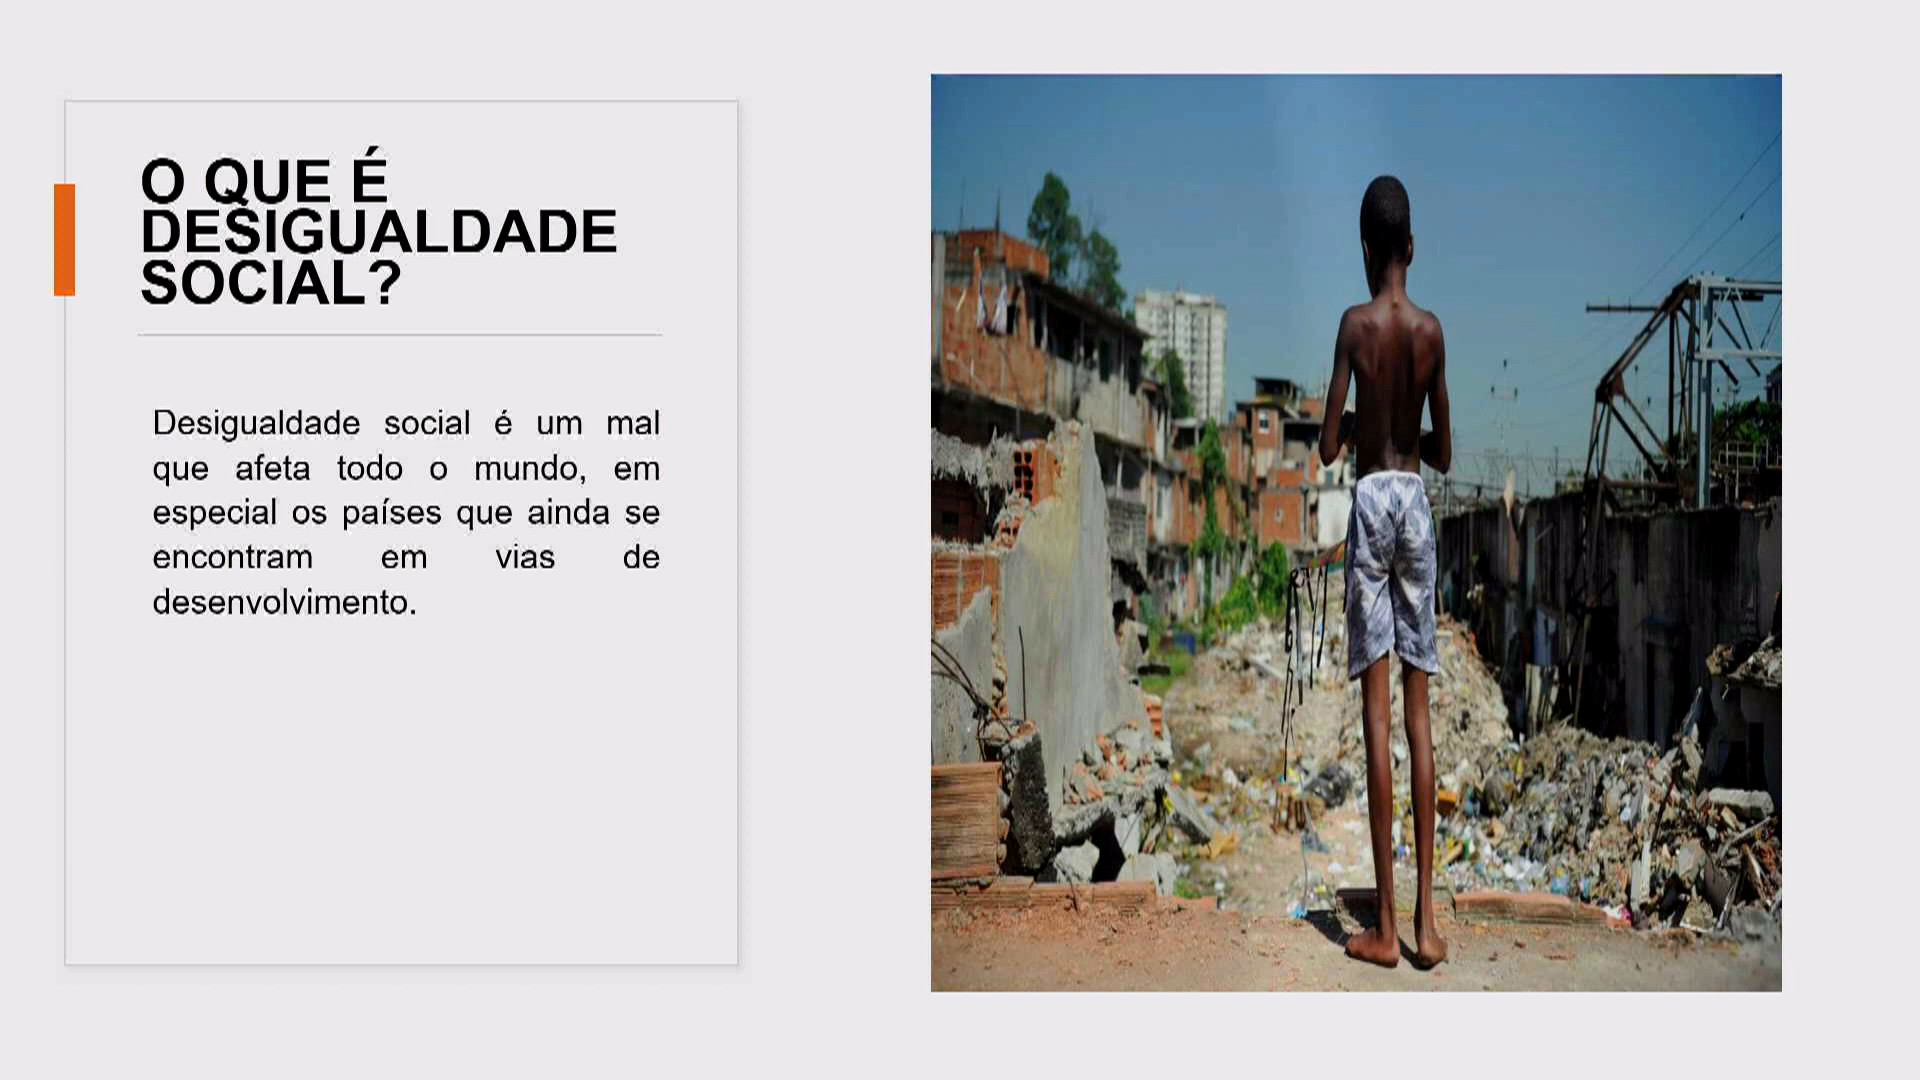 O QUE É
DESIGUALDADE
SOCIAL?
Desigualdade social é um mal
que afeta todo o mundo, em
especial os países que ainda se
encontram em vias de
desenvolvimento.